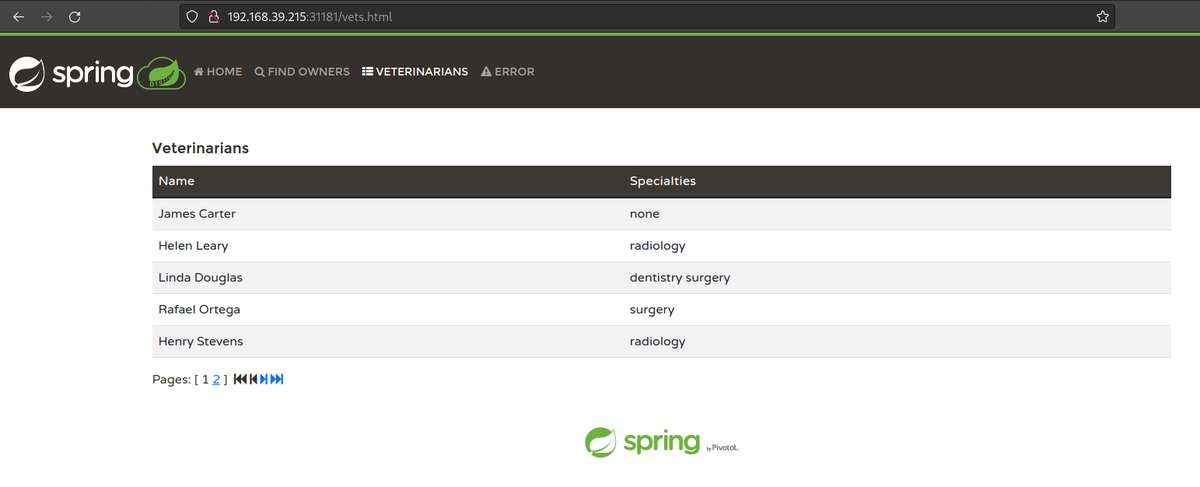 192.168.39.215:31181/vets.html
spring HOME FIND OWNERS VETERINARIANS ERROR
Veterinarians
Name Specialties
James Carter none
Helen Leary radiology
Linda Douglas dentistry surgery
Rafael Ortega surgery
Henry Stevens radiology
Pages: [ 1 2 ]
spring by Pivotal.